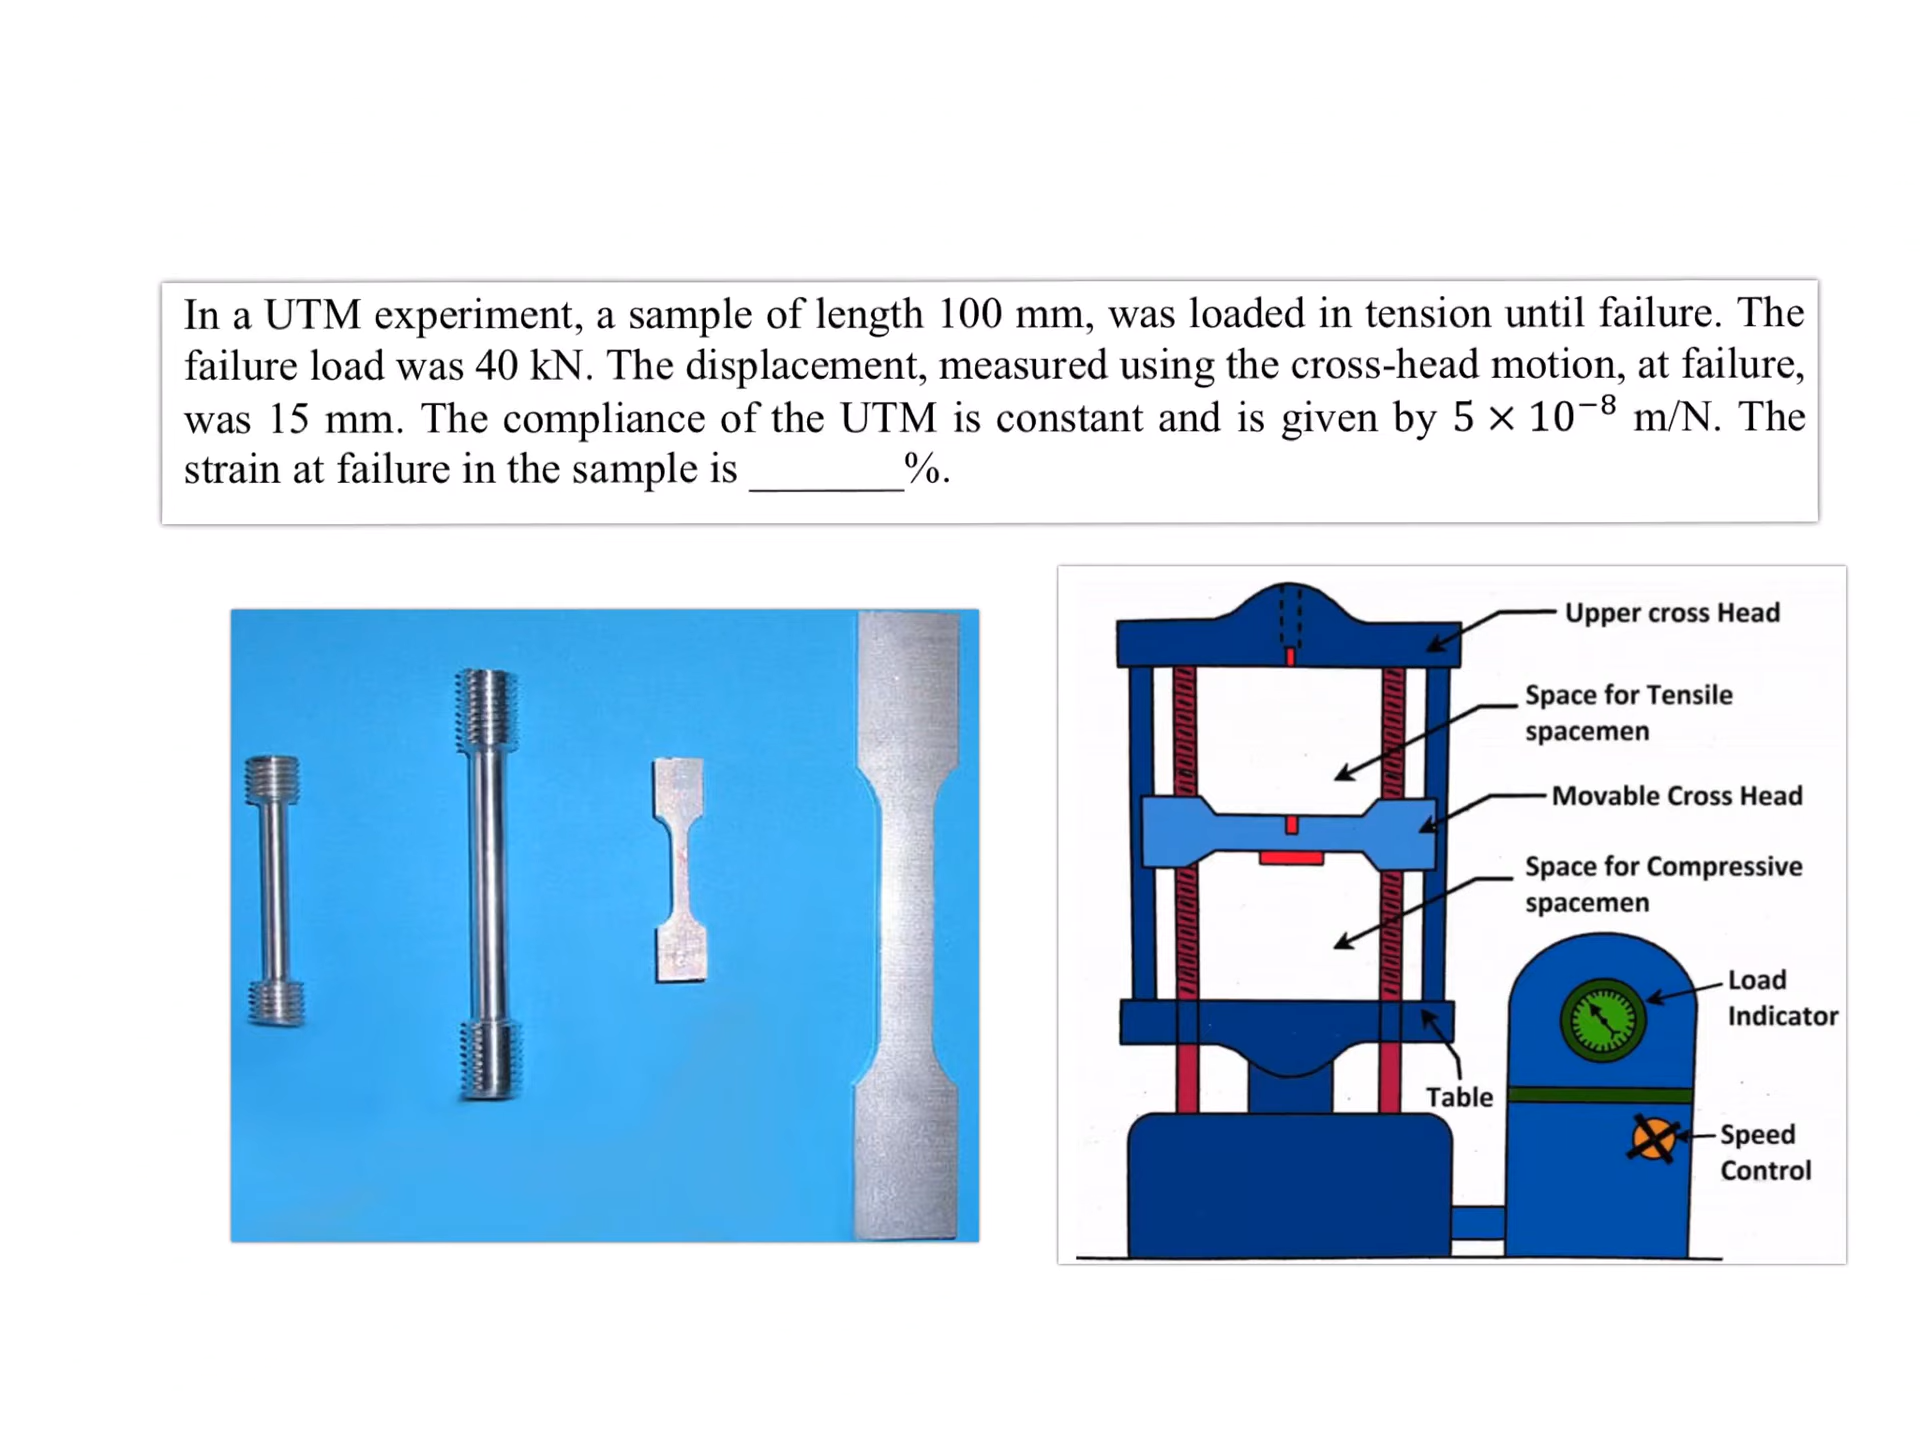 In a UTM experiment, a sample of length 100 mm, was loaded in tension until failure. The
failure load was 40 kN. The displacement, measured using the cross-head motion, at failure,
was 15 mm. The compliance of the UTM is constant and is given by 5 × 10⁻⁸ m/N. The
strain at failure in the sample is ________%.
Upper cross Head
Space for Tensile
spacemen
Movable Cross Head
Space for Compressive
spacemen
Load
Indicator
Table
Speed
Control